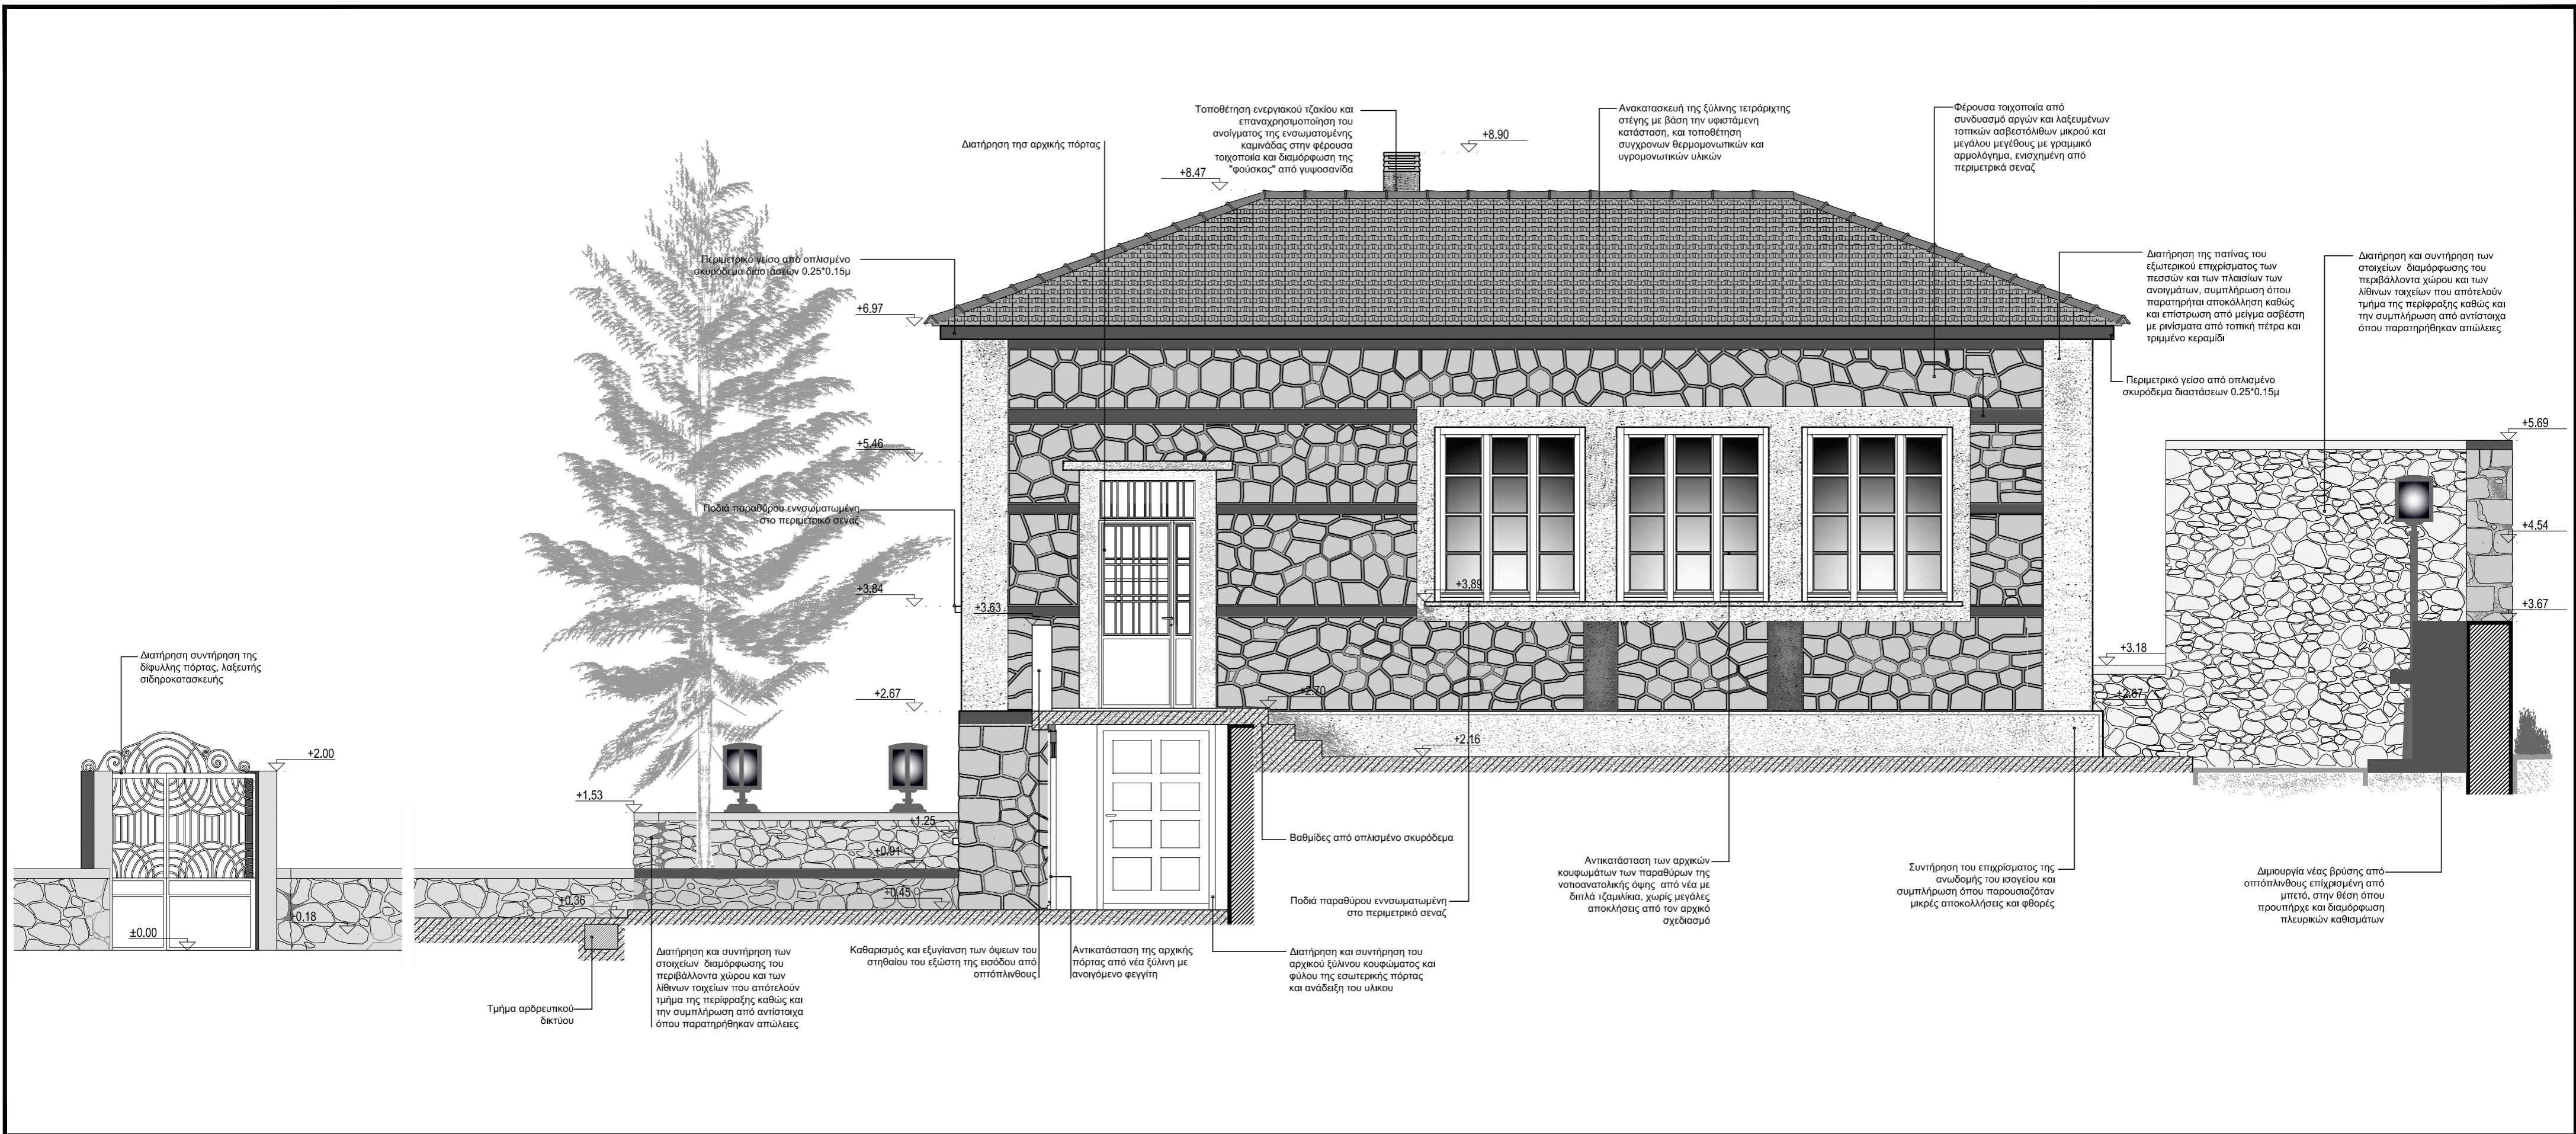 Τοποθέτηση ενεργιακού τζακίου και
επαναχρησιμοποίηση του
ανοίγματος της ενσωματομένης
καμινάδας στην φέρουσα
τοιχοποιία και διαμόρφωση της
"φούσκας" από γυψοσανίδα
Διατήρηση τησ αρχικής πόρτας
+8.47
+8.90
Ανακατασκευή της ξύλινης τετράριχτης
στέγης με βάση την υφιστάμενη
κατάσταση, και τοποθέτηση
συγχρονων θερμομονωτικών και
υγρομονωτικών υλικών
Φέρουσα τοιχοποιία από
συνδυασμό αργών και λαξευμένων
τοπικών ασβεστόλιθων μικρού και
μεγάλου μεγέθους με γραμμικό
αρμολόγημα, ενισχημένη από
περιμετρικά σεναζ
Περιμετρικό γείσο από οπλισμένο
σκυρόδεμα διαστάσεων 0.25*0.15μ
+6.97
Διατήρηση της πατίνας του
εξωτερικού επιχρίσματος των
πεσσών και των πλαισίων των
ανοιγμάτων, συμπλήρωση όπου
παρατηρήται αποκόλληση καθώς
και επίστρωση από μείγμα ασβέστη
με ρινίσματα από τοπική πέτρα και
τριμμένο κεραμίδι
Διατήρηση και συντήρηση των
στοιχείων διαμόρφωσης του
περιβάλλοντα χώρου και των
λίθινων τοιχείων που απότελούν
τμήμα της περίφραξης καθώς και
την συμπλήρωση από αντίστοιχα
όπου παρατηρήθηκαν απώλειες
Περιμετρικό γείσο από οπλισμένο
σκυρόδεμα διαστάσεων 0.25*0.15μ
+5.46
+5.69
Ποδιά παραθύρου εννσωματωμένη
στο περιμετρικό σεναζ
+4.54
+3.84
+3.63
+3.89
+3.67
Διατήρηση συντήρηση της
δίφυλλης πόρτας, λαξευτής
σιδηροκατασκευής
+3.18
+2.67
+2.70
+2.67
+2.00
+2.16
+1.53
+1.25
+0.91
+0.45
+0.36
+0.18
±0.00
Βαθμίδες από οπλισμένο σκυρόδεμα
Ποδιά παραθύρου εννσωματωμένη
στο περιμετρικό σεναζ
Αντικατάσταση των αρχικών
κουφωμάτων των παραθύρων της
νοτιοανατολικής όψης από νέα με
διπλά τζαμιλίκια, χωρίς μεγάλες
αποκλήσεις από τον αρχικό
σχεδιασμό
Συντήρηση του επιχρίσματος της
ανωδομής του ισογείου και
συμπλήρωση όπου παρουσιαζόταν
μικρές αποκολλήσεις και φθορές
Διμιουργία νέας βρύσης από
οπτόπλινθους επίχρισμένη από
μπετό, στην θέση όπου
προυπήρχε και διαμόρφωση
πλευρικών καθισμάτων
Τμήμα αρδρευτικού
δικτύου
Διατήρηση και συντήρηση των
στοιχείων διαμόρφωσης του
περιβάλλοντα χώρου και των
λίθινων τοιχείων που απότελούν
τμήμα της περίφραξης καθώς και
την συμπλήρωση από αντίστοιχα
όπου παρατηρήθηκαν απώλειες
Καθαρισμός και εξυγίανση των όψεων του
στηθαίου του εξώστη της εισόδου από
οπτόπλινθους
Αντικατάσταση της αρχικής
πόρτας από νέα ξύλινη με
ανοιγόμενο φεγγίτη
Διατήρηση και συντήρηση του
αρχικού ξύλινου κουφώματος και
φύλου της εσωτερικής πόρτας
και ανάδειξη του υλικου